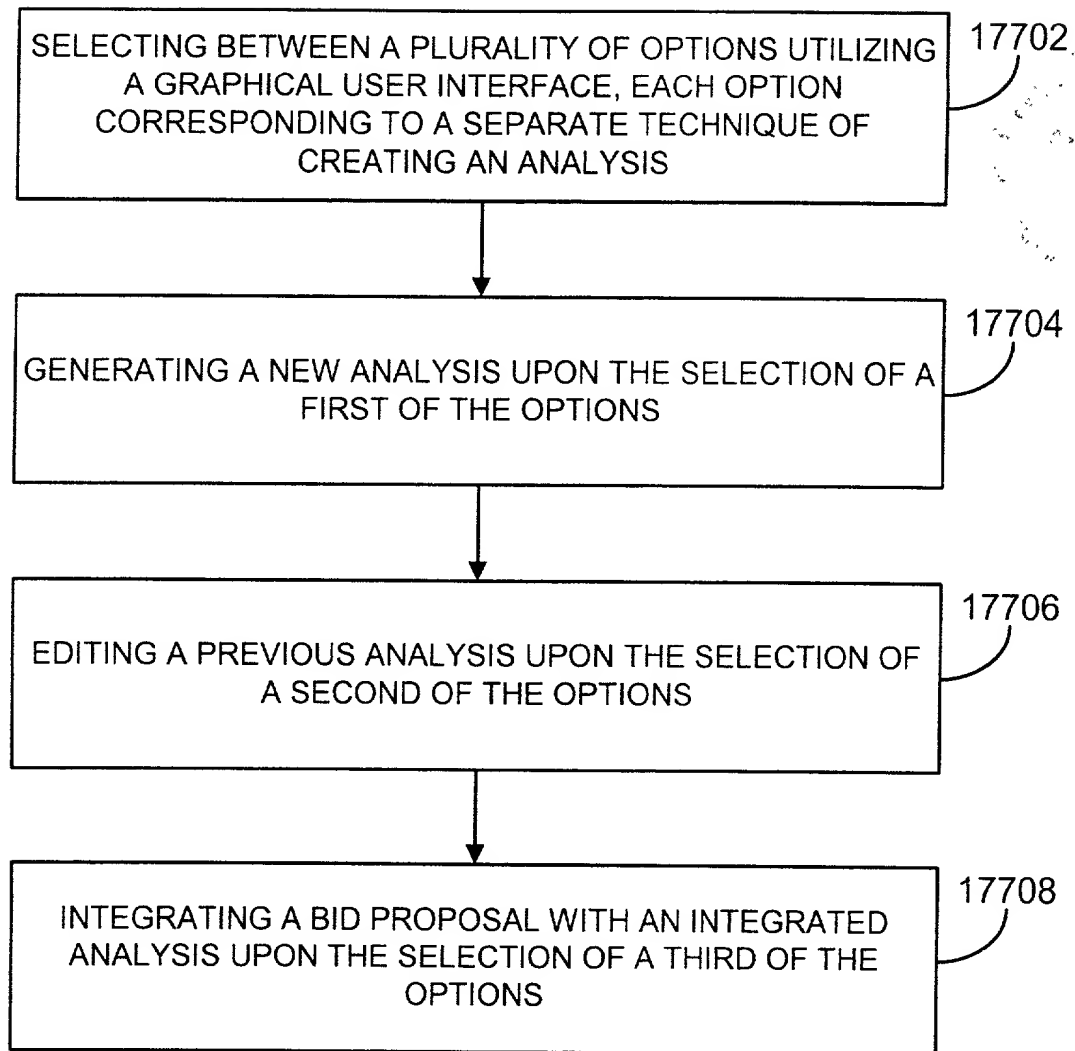 SELECTING BETWEEN A PLURALITY OF OPTIONS UTILIZING
A GRAPHICAL USER INTERFACE, EACH OPTION
CORRESPONDING TO A SEPARATE TECHNIQUE OF
CREATING AN ANALYSIS
17702
GENERATING A NEW ANALYSIS UPON THE SELECTION OF A
FIRST OF THE OPTIONS
17704
EDITING A PREVIOUS ANALYSIS UPON THE SELECTION OF
A SECOND OF THE OPTIONS
17706
INTEGRATING A BID PROPOSAL WITH AN INTEGRATED
ANALYSIS UPON THE SELECTION OF A THIRD OF THE
OPTIONS
17708